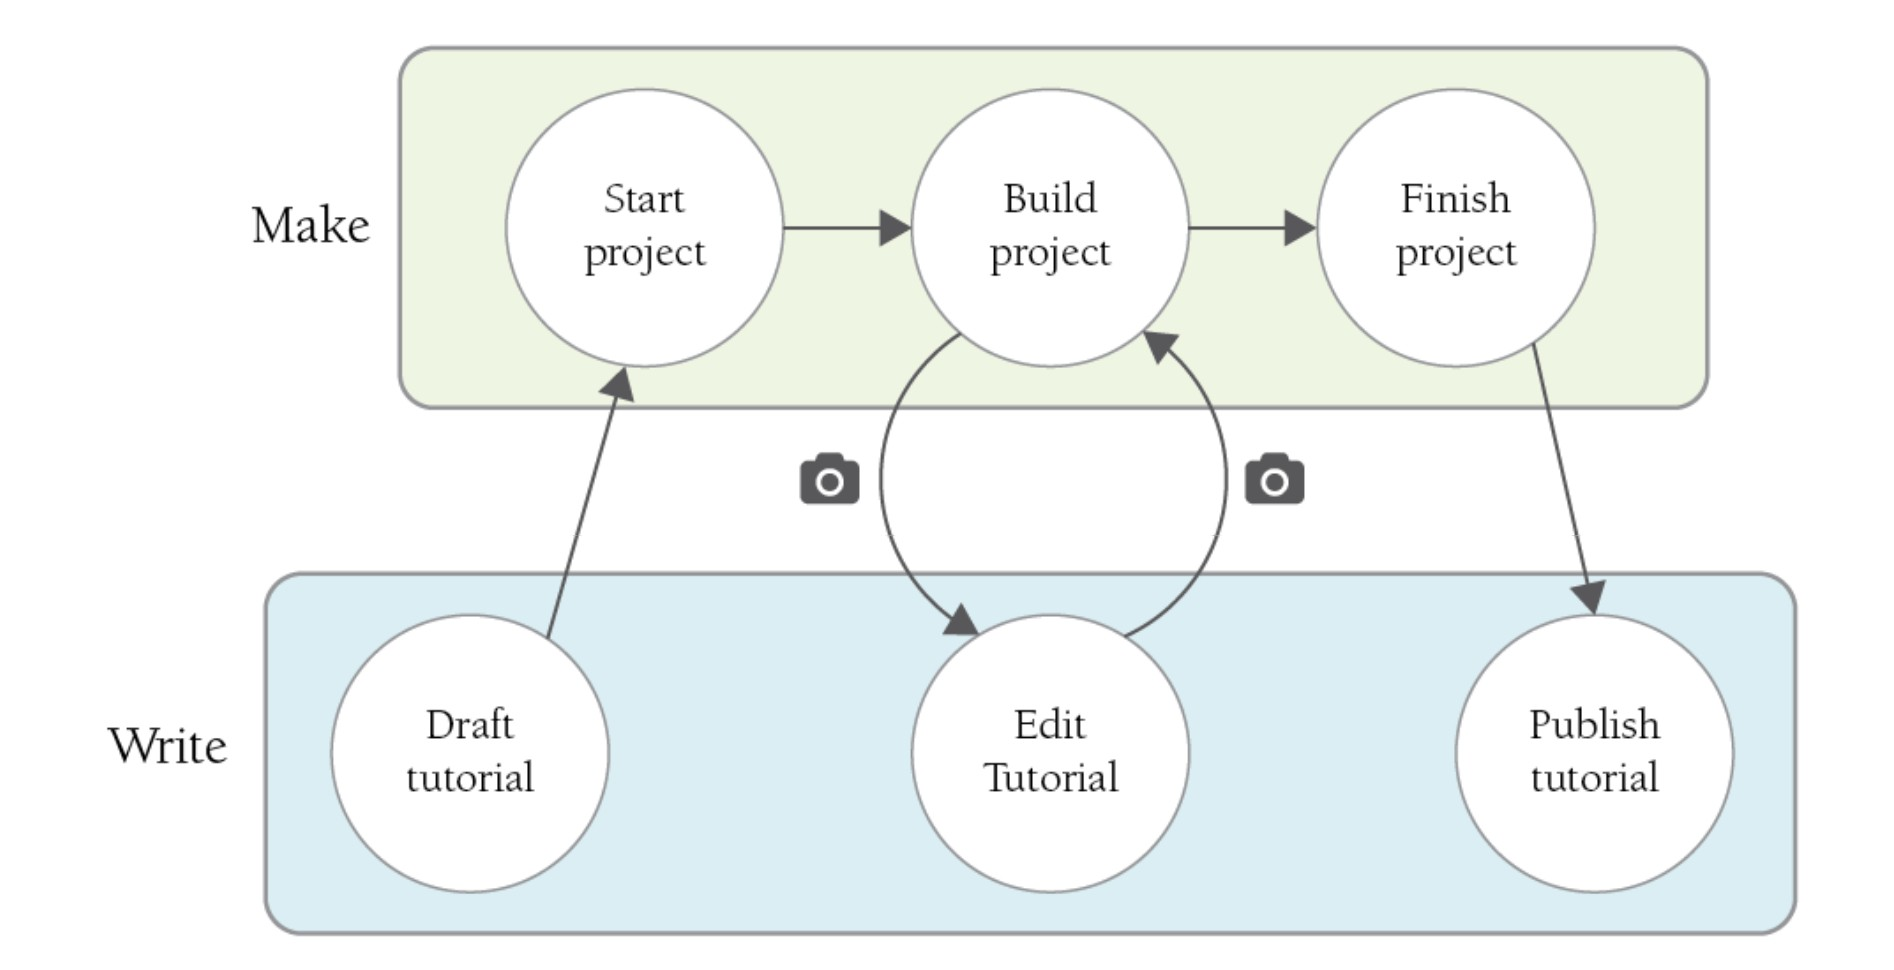 Make
Start
project
Build
project
Finish
project
Write
Draft
tutorial
Edit
Tutorial
Publish
tutorial